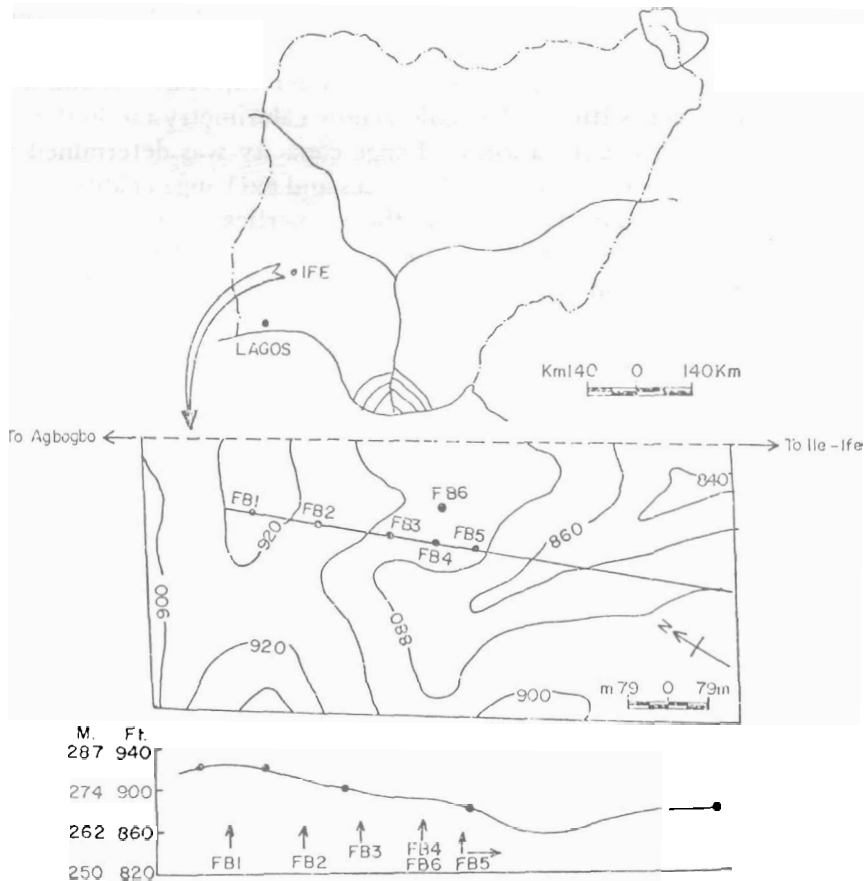 IFE
LAGOS
Km140 0 140Km
To Agbogbo
To Ile-Ife
840
FB6
FB1
FB2
FB3
FB5
FB4
920
860
900
880
920
N
900
m 79 0 79m
M. Ft.
287 940
274 900
262 860
250 820
FB1 FB2 FB3 FB4 FB5
FB6